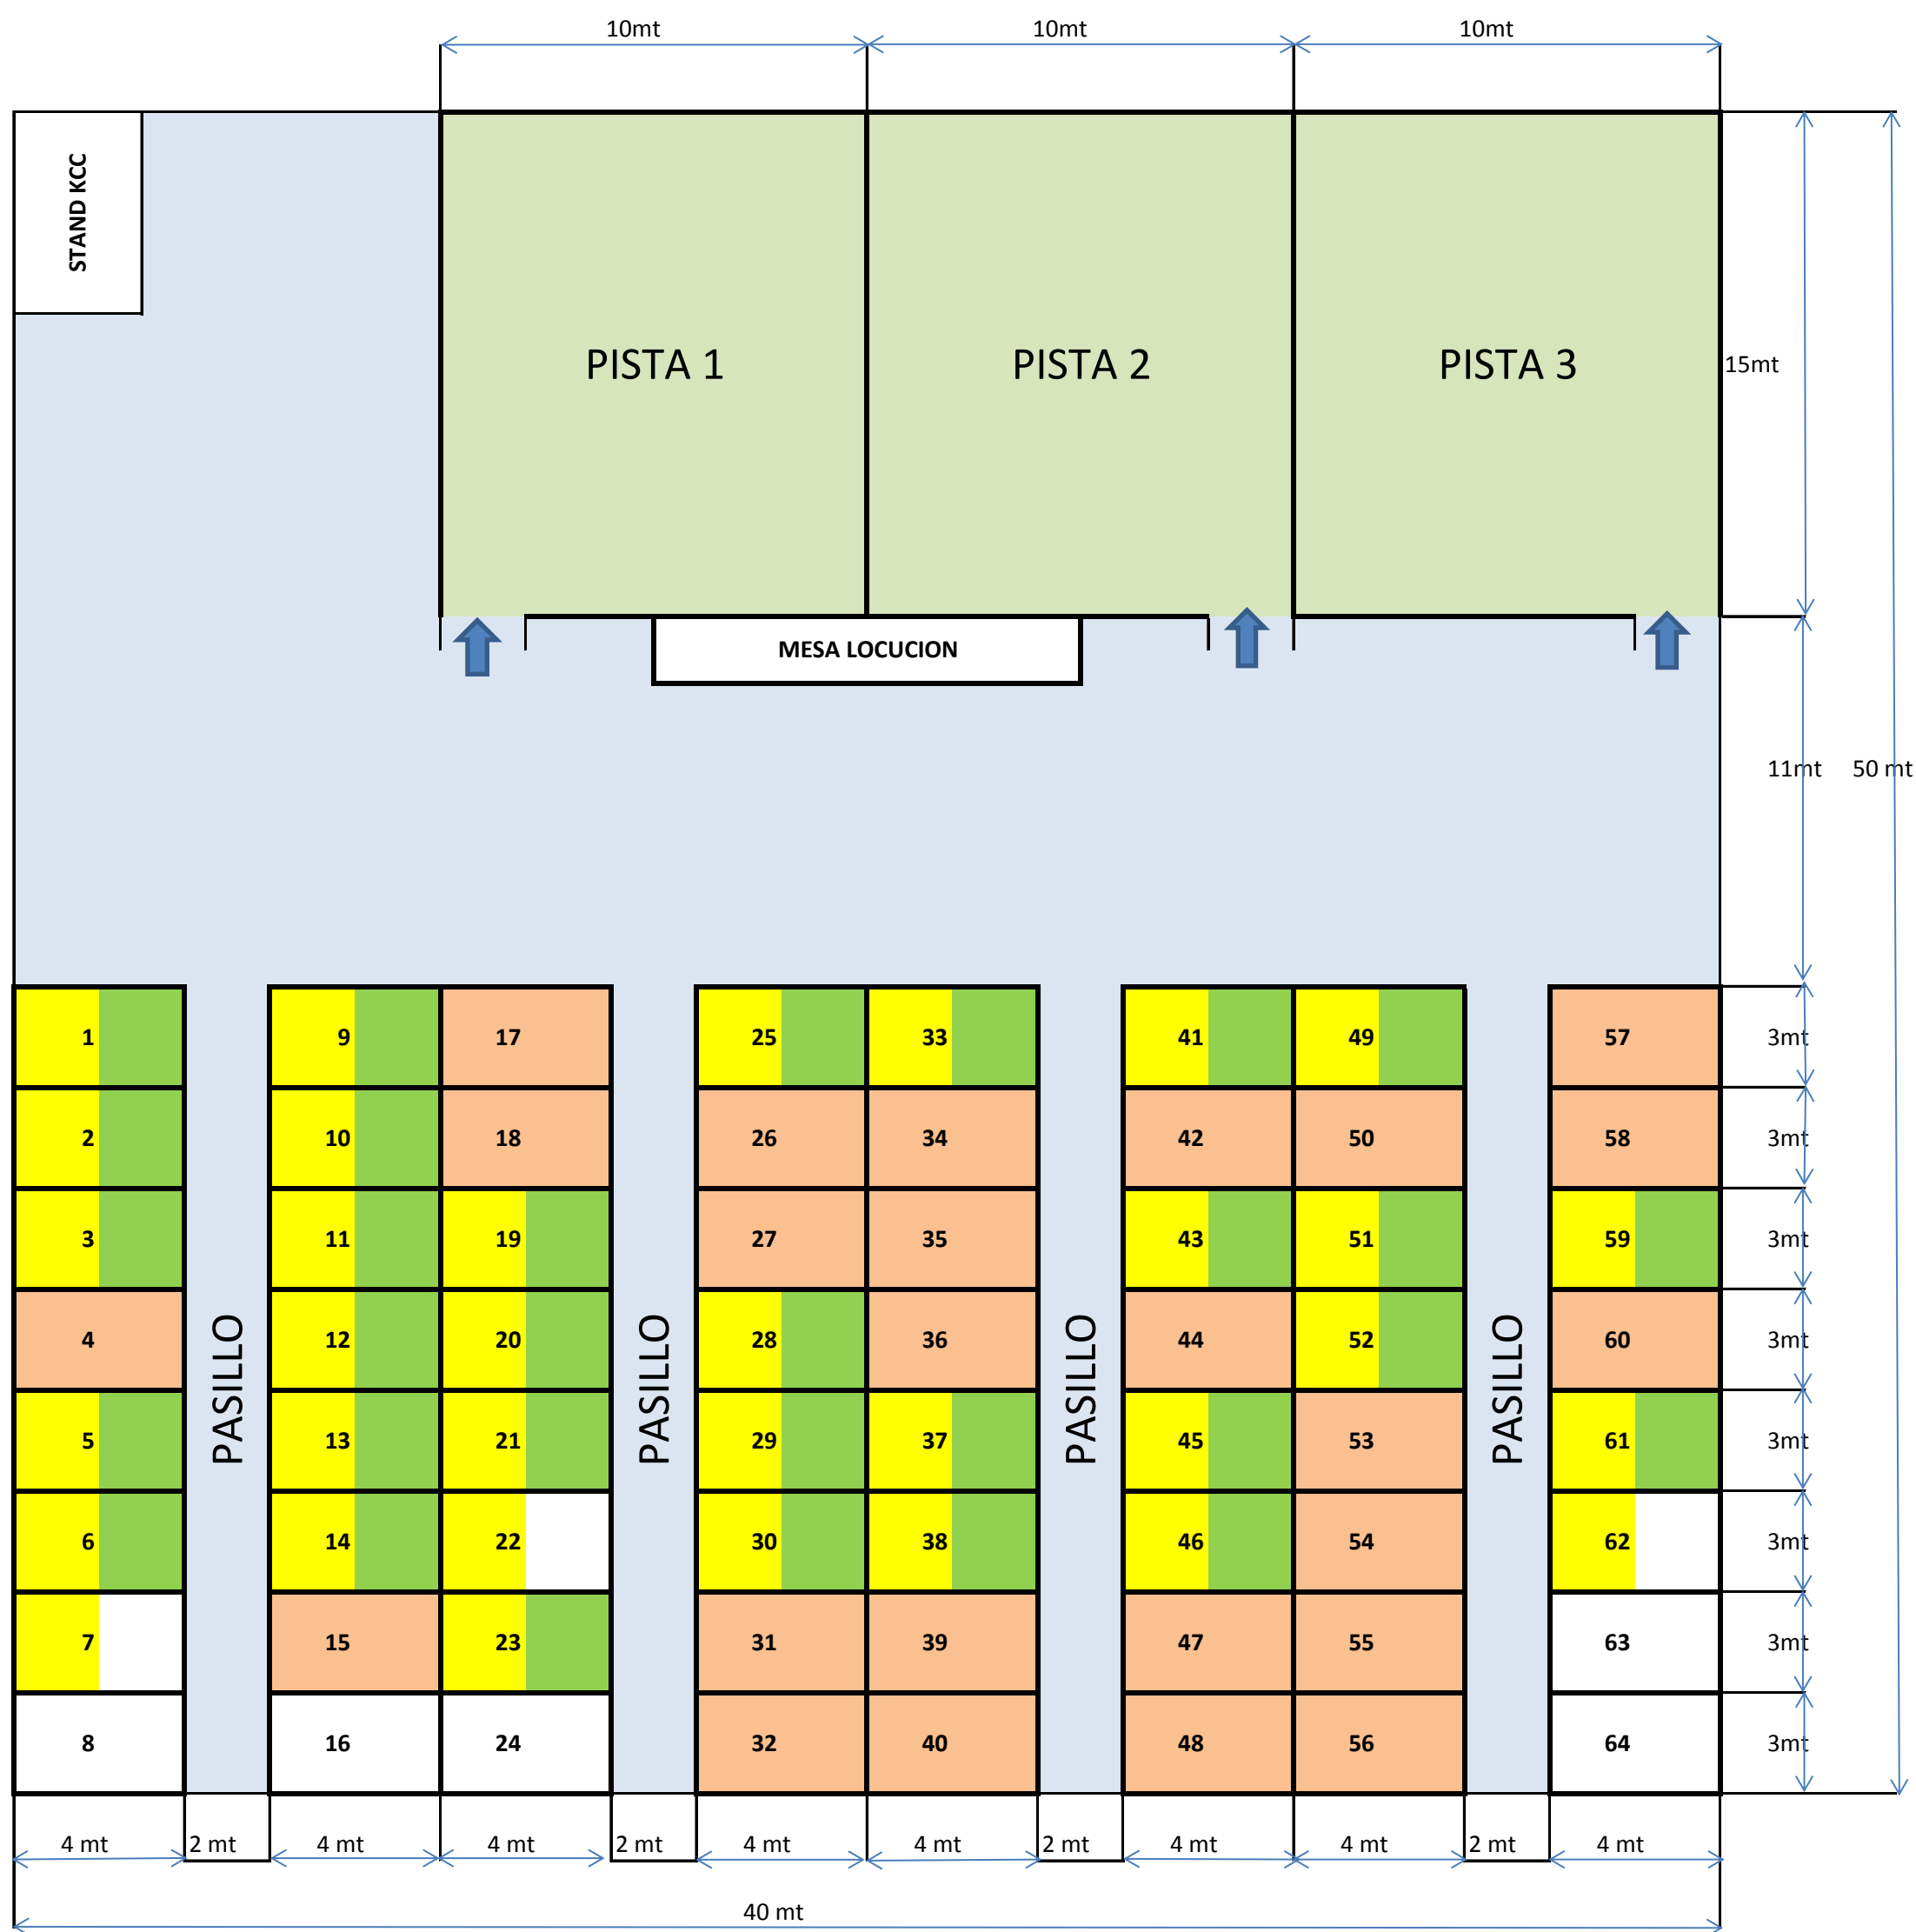 10mt 10mt 10mt
STAND KCC
PISTA 1 PISTA 2 PISTA 3 15mt
MESA LOCUCION
11mt 50 mt
1 9 17 25 33 41 49 57 3mt
2 10 18 26 34 42 50 58 3mt
3 11 19 27 35 43 51 59 3mt
4 12 20 28 36 44 52 60 3mt
PASILLO PASILLO PASILLO PASILLO
5 13 21 29 37 45 53 61 3mt
6 14 22 30 38 46 54 62 3mt
7 15 23 31 39 47 55 63 3mt
8 16 24 32 40 48 56 64 3mt
4 mt 2 mt 4 mt 4 mt 2 mt 4 mt 4 mt 2 mt 4 mt 4 mt 2 mt 4 mt
40 mt